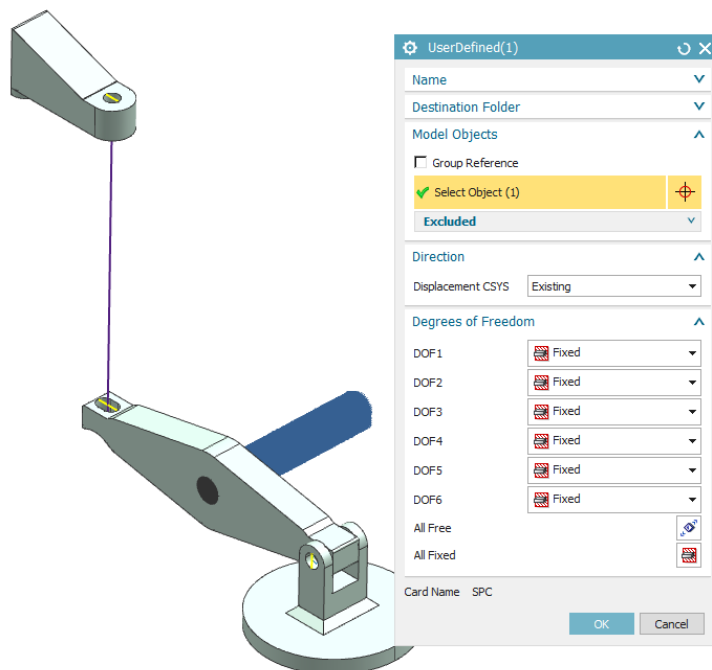 UserDefined(1)
Name
Destination Folder
Model Objects
Group Reference
Select Object (1)
Excluded
Direction
Displacement CSYS Existing
Degrees of Freedom
DOF1 Fixed
DOF2 Fixed
DOF3 Fixed
DOF4 Fixed
DOF5 Fixed
DOF6 Fixed
All Free
All Fixed
Card Name SPC
OK Cancel